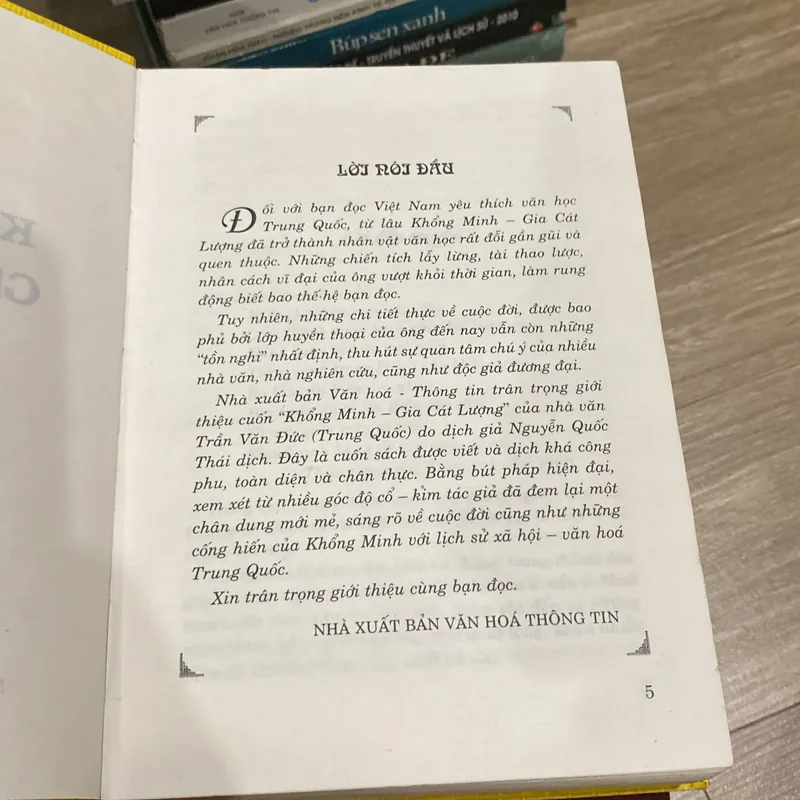 VĂN HÓA THÔNG TIN
Búp sen xanh
TRUYỀN THUYẾT VÀ LỊCH SỬ - 2010
LỜI NÓI ĐẦU
Đối với bạn đọc Việt Nam yêu thích văn học
Trung Quốc, từ lâu Khổng Minh – Gia Cát
Lượng đã trở thành nhân vật văn học rất đỗi gần gũi và
quen thuộc. Những chiến tích lẫy lừng, tài thao lược,
nhân cách vĩ đại của ông vượt khỏi thời gian, làm rung
động biết bao thế hệ bạn đọc.
Tuy nhiên, những chi tiết thực về cuộc đời, được bao
phủ bởi lớp huyền thoại của ông đến nay vẫn còn những
“tồn nghi” nhất định, thu hút sự quan tâm chú ý của nhiều
nhà văn, nhà nghiên cứu, cũng như độc giả đương đại.
Nhà xuất bản Văn hoá - Thông tin trân trọng giới
thiệu cuốn “Khổng Minh – Gia Cát Lượng” của nhà văn
Trần Văn Đức (Trung Quốc) do dịch giả Nguyễn Quốc
Thái dịch. Đây là cuốn sách được viết và dịch khá công
phu, toàn diện và chân thực. Bằng bút pháp hiện đại,
xem xét từ nhiều góc độ cổ – kim tác giả đã đem lại một
chân dung mới mẻ, sáng rõ về cuộc đời cũng như những
cống hiến của Khổng Minh với lịch sử xã hội – văn hoá
Trung Quốc.
Xin trân trọng giới thiệu cùng bạn đọc.
NHÀ XUẤT BẢN VĂN HOÁ THÔNG TIN
5